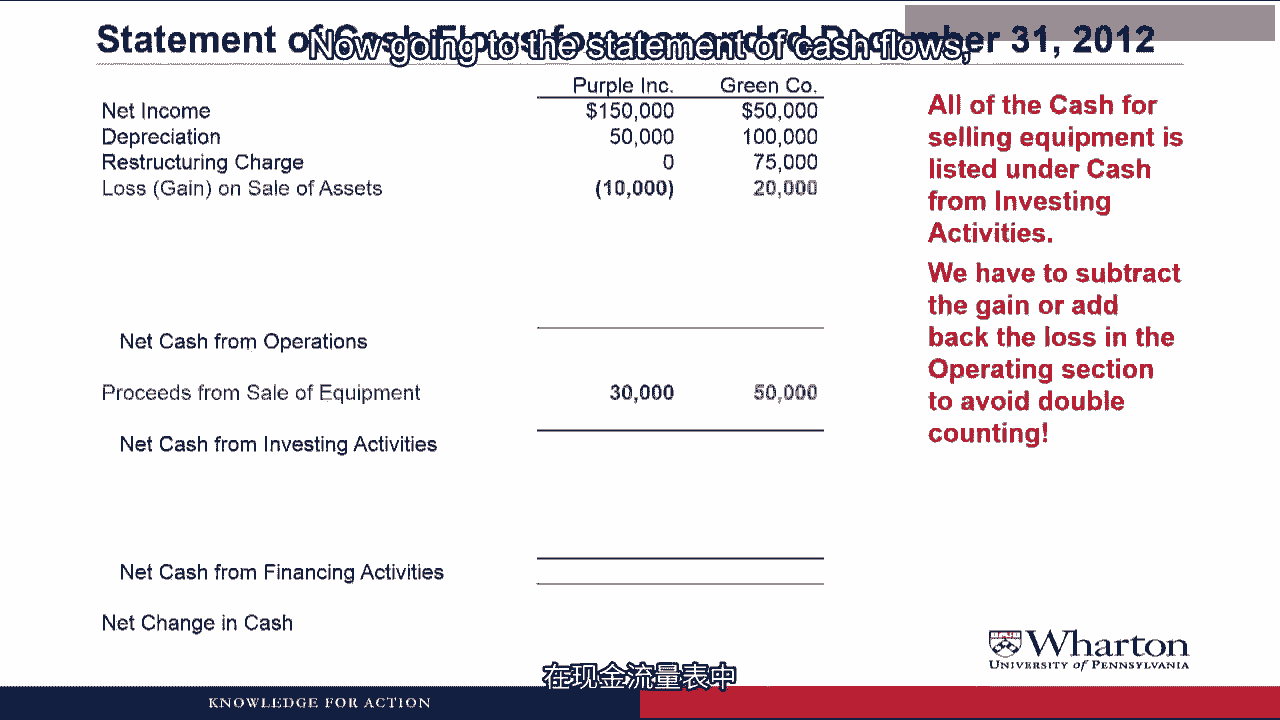 Statement of Cash Flows for year ended December 31, 2012
Now going to the statement of cash flows,
Purple Inc. Green Co.
Net Income $150,000 $50,000
Depreciation 50,000 100,000
Restructuring Charge 0 75,000
Loss (Gain) on Sale of Assets (10,000) 20,000
Net Cash from Operations
Proceeds from Sale of Equipment 30,000 50,000
Net Cash from Investing Activities
Net Cash from Financing Activities
Net Change in Cash
All of the Cash for
selling equipment is
listed under Cash
from Investing
Activities.
We have to subtract
the gain or add
back the loss in the
Operating section
to avoid double
counting!
Wharton
UNIVERSITY of PENNSYLVANIA
在现金流量表中
KNOWLEDGE FOR ACTION